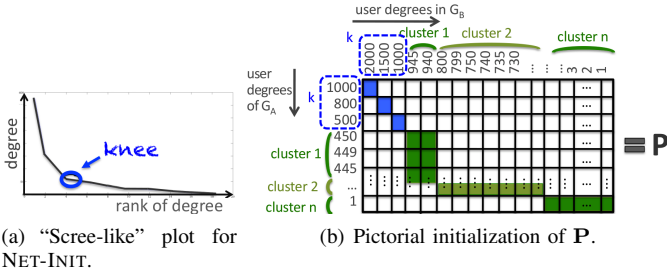 user degrees in G_B
cluster 1 cluster 2 cluster n
k
2000 1500 1000 945 940 800 799 750 740 735 730 ... ... ... 3 2 1
user
degrees
of G_A
k
1000
800
500
450
449
445
...
1
cluster 1
cluster 2
cluster n
...
...
= P
degree
knee
rank of degree
(a) “Scree-like” plot for
NET-INIT.
(b) Pictorial initialization of P.